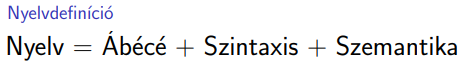 Nyelvdefiníció
Nyelv = Ábécé + Szintaxis + Szemantika